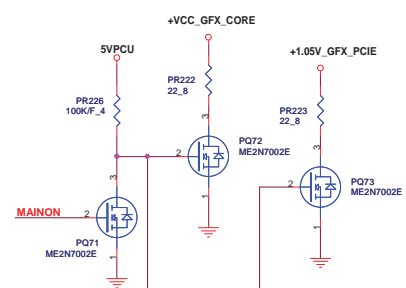 +VCC_GFX_CORE
5VPCU
+1.05V_GFX_PCIE
PR222
22_8
PR226
100K/F_4
PR223
22_8
3
PQ72
ME2N7002E
2
1
3
PQ73
ME2N7002E
2
1
3
MAINON
2
PQ71
ME2N7002E
1